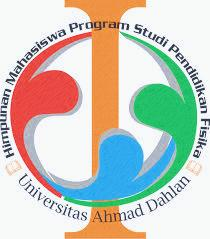 Himpunan Mahasiswa Program Studi Pendidikan Fisika
Universitas Ahmad Dahlan